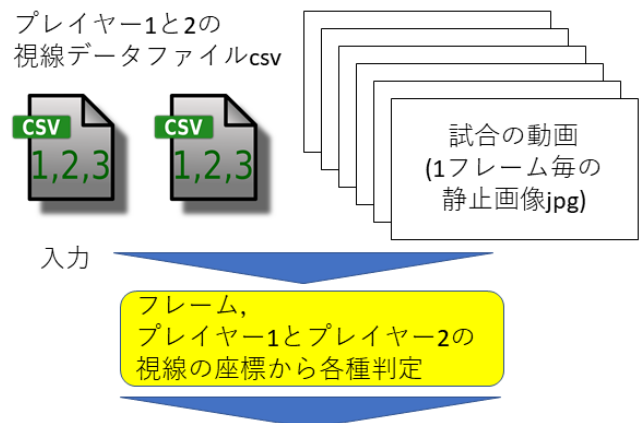 プレイヤー1と2の
視線データファイルcsv
CSV
1,2,3
CSV
1,2,3
試合の動画
(1フレーム毎の
静止画像jpg)
入力
フレーム,
プレイヤー1とプレイヤー2の
視線の座標から各種判定